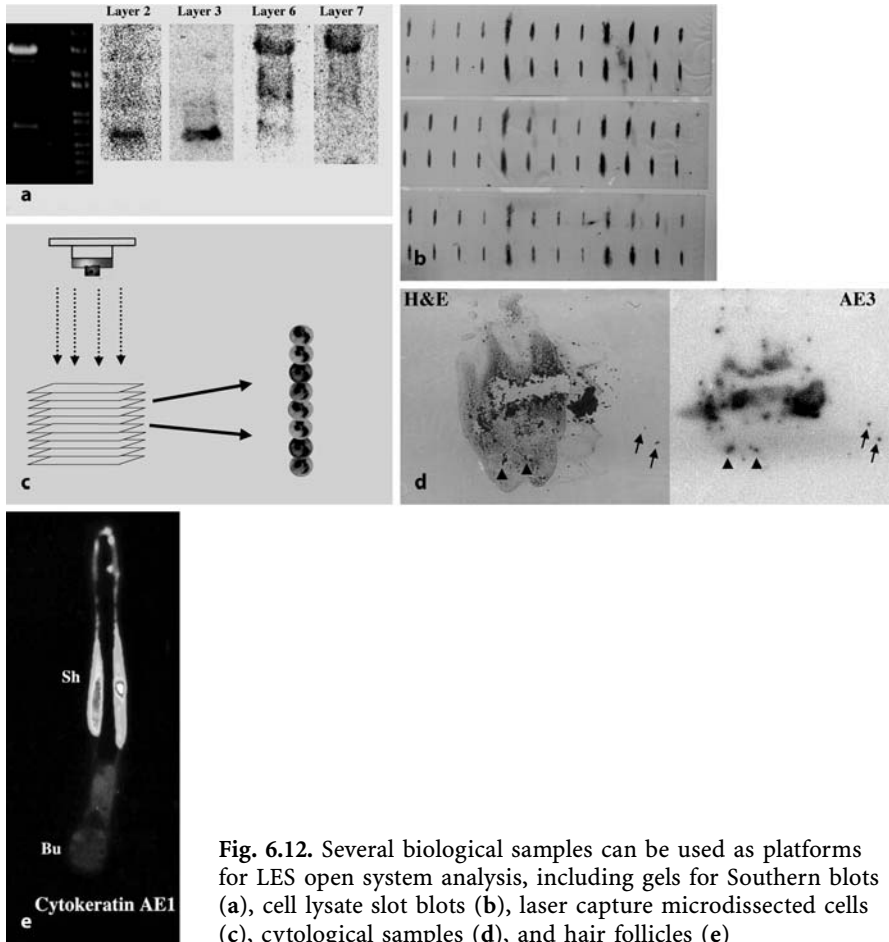 Layer 2 Layer 3 Layer 6 Layer 7
a
b
c
H&E AE3
d
Sh
Bu
Cytokeratin AE1
e
Fig. 6.12. Several biological samples can be used as platforms
for LES open system analysis, including gels for Southern blots
(a), cell lysate slot blots (b), laser capture microdissected cells
(c), cytological samples (d), and hair follicles (e)